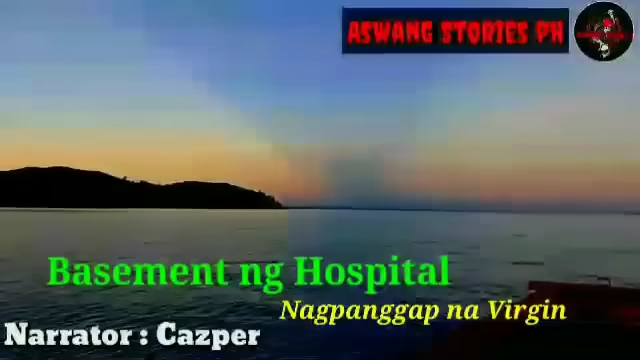 ASWANG STORIES PH
Basement ng Hospital
Nagpanggap na Virgin
Narrator : Cazper